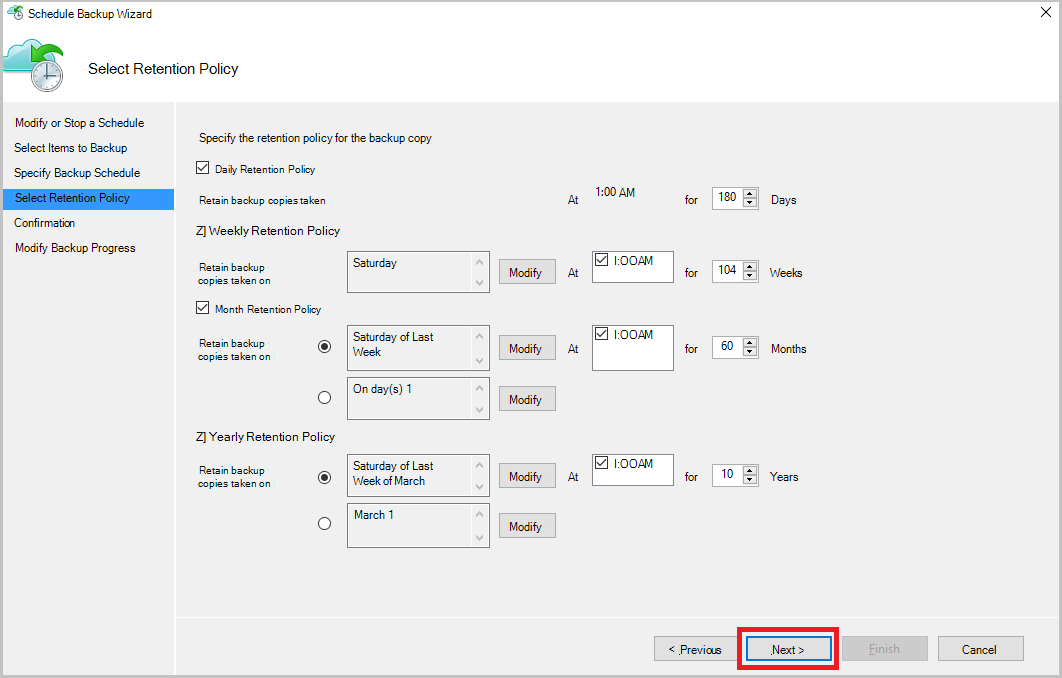 Schedule Backup Wizard
Select Retention Policy
Modify or Stop a Schedule
Select Items to Backup
Specify Backup Schedule
Select Retention Policy
Confirmation
Modify Backup Progress
Specify the retention policy for the backup copy
Daily Retention Policy
Retain backup copies taken At 1:00 AM for 180 Days
Z] Weekly Retention Policy
Retain backup
copies taken on
Saturday Modify At I:OOAM for 104 Weeks
Month Retention Policy
Retain backup
copies taken on
Saturday of Last
Week
Modify At I:OOAM for 60 Months
On day(s) 1 Modify
Z] Yearly Retention Policy
Retain backup
copies taken on
Saturday of Last
Week of March
Modify At I:OOAM for 10 Years
March 1 Modify
< .Previous .Next > Finish Cancel